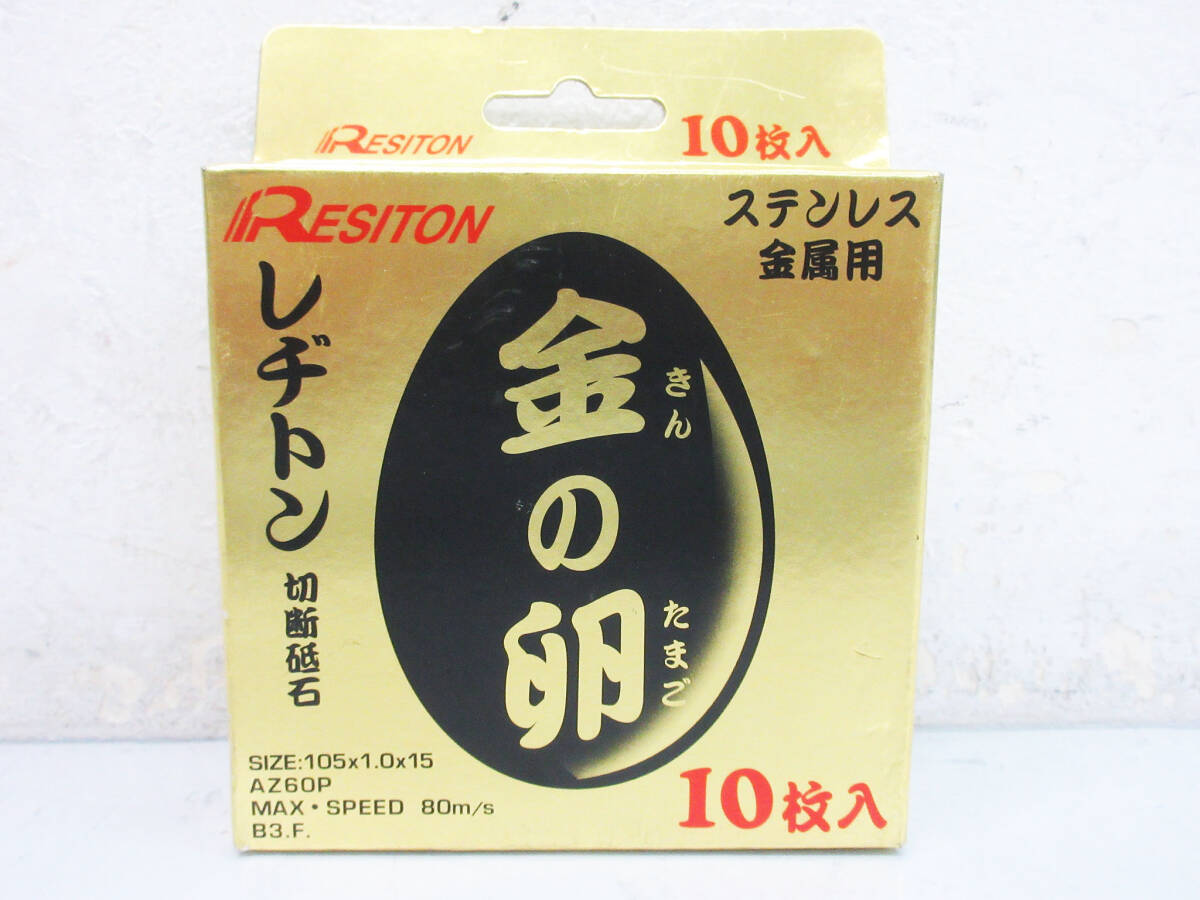 RESITON
10枚入
RESITON
ステンレス
金属用
レヂトン
切断砥石
金の卵
きん
たまご
SIZE:105x1.0x15
AZ60P
MAX・SPEED 80m/s
B3.F.
10枚入